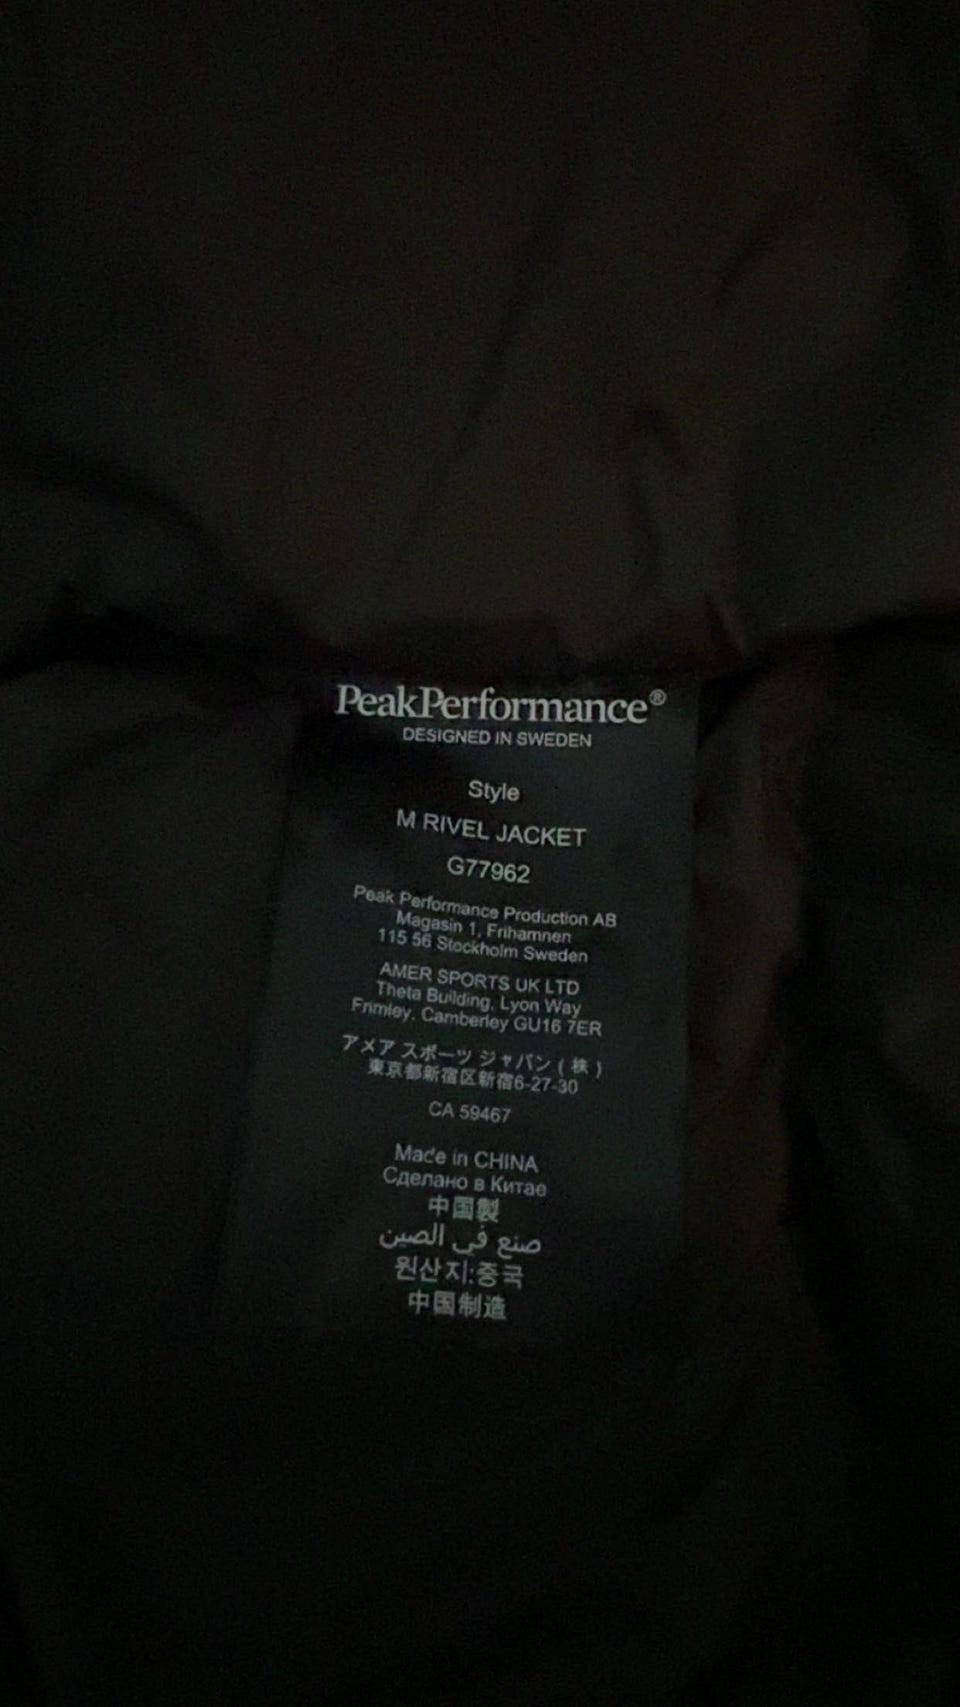 PeakPerformance®
DESIGNED IN SWEDEN
Style
M RIVEL JACKET
G77962
Peak Performance Production AB
Magasin 1, Frihamnen
115 56 Stockholm Sweden
AMER SPORTS UK LTD
Theta Building, Lyon Way
Frimley, Camberley GU16 7ER
アメア スポーツ ジャパン ( 株 )
東京都新宿区新宿6-27-30
CA 59467
Made in CHINA
Сделано в Китае
中国製
صنع في الصين
원산지:중국
中国制造